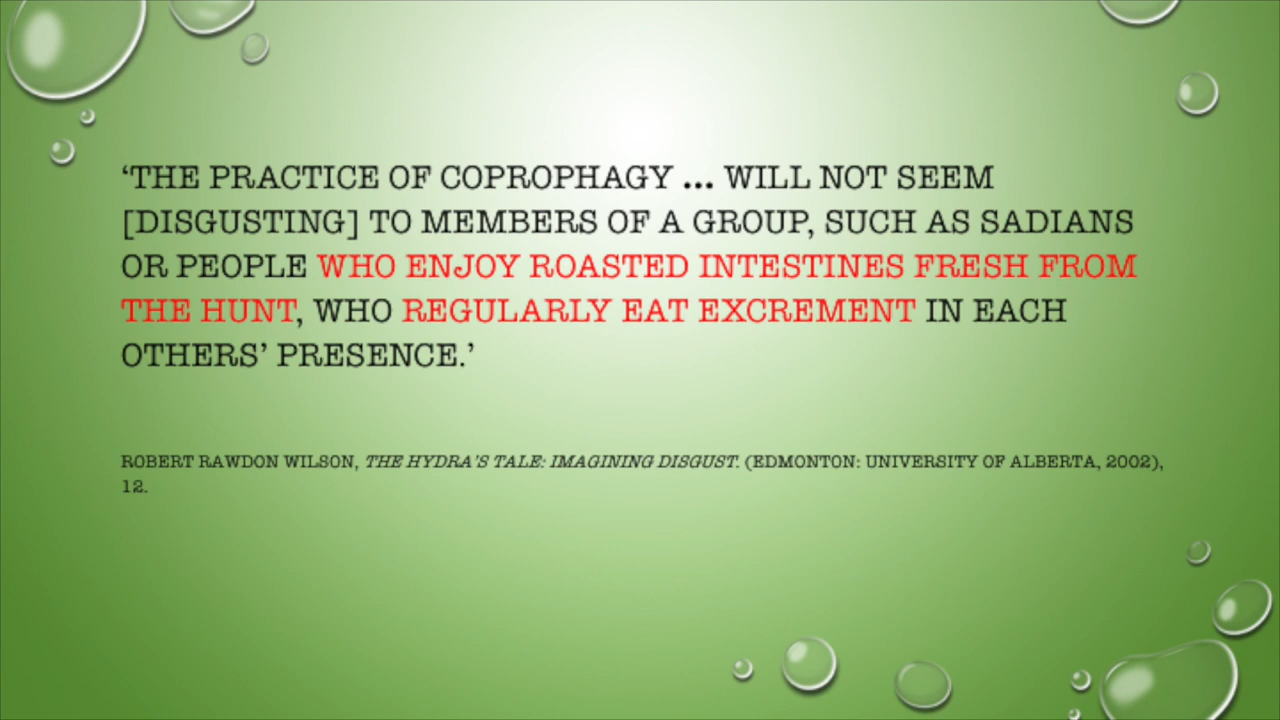 ‘THE PRACTICE OF COPROPHAGY … WILL NOT SEEM
[DISGUSTING] TO MEMBERS OF A GROUP, SUCH AS SADIANS
OR PEOPLE WHO ENJOY ROASTED INTESTINES FRESH FROM
THE HUNT, WHO REGULARLY EAT EXCREMENT IN EACH
OTHERS’ PRESENCE.’
ROBERT RAWDON WILSON, THE HYDRA’S TALE: IMAGINING DISGUST. (EDMONTON: UNIVERSITY OF ALBERTA, 2002),
12.